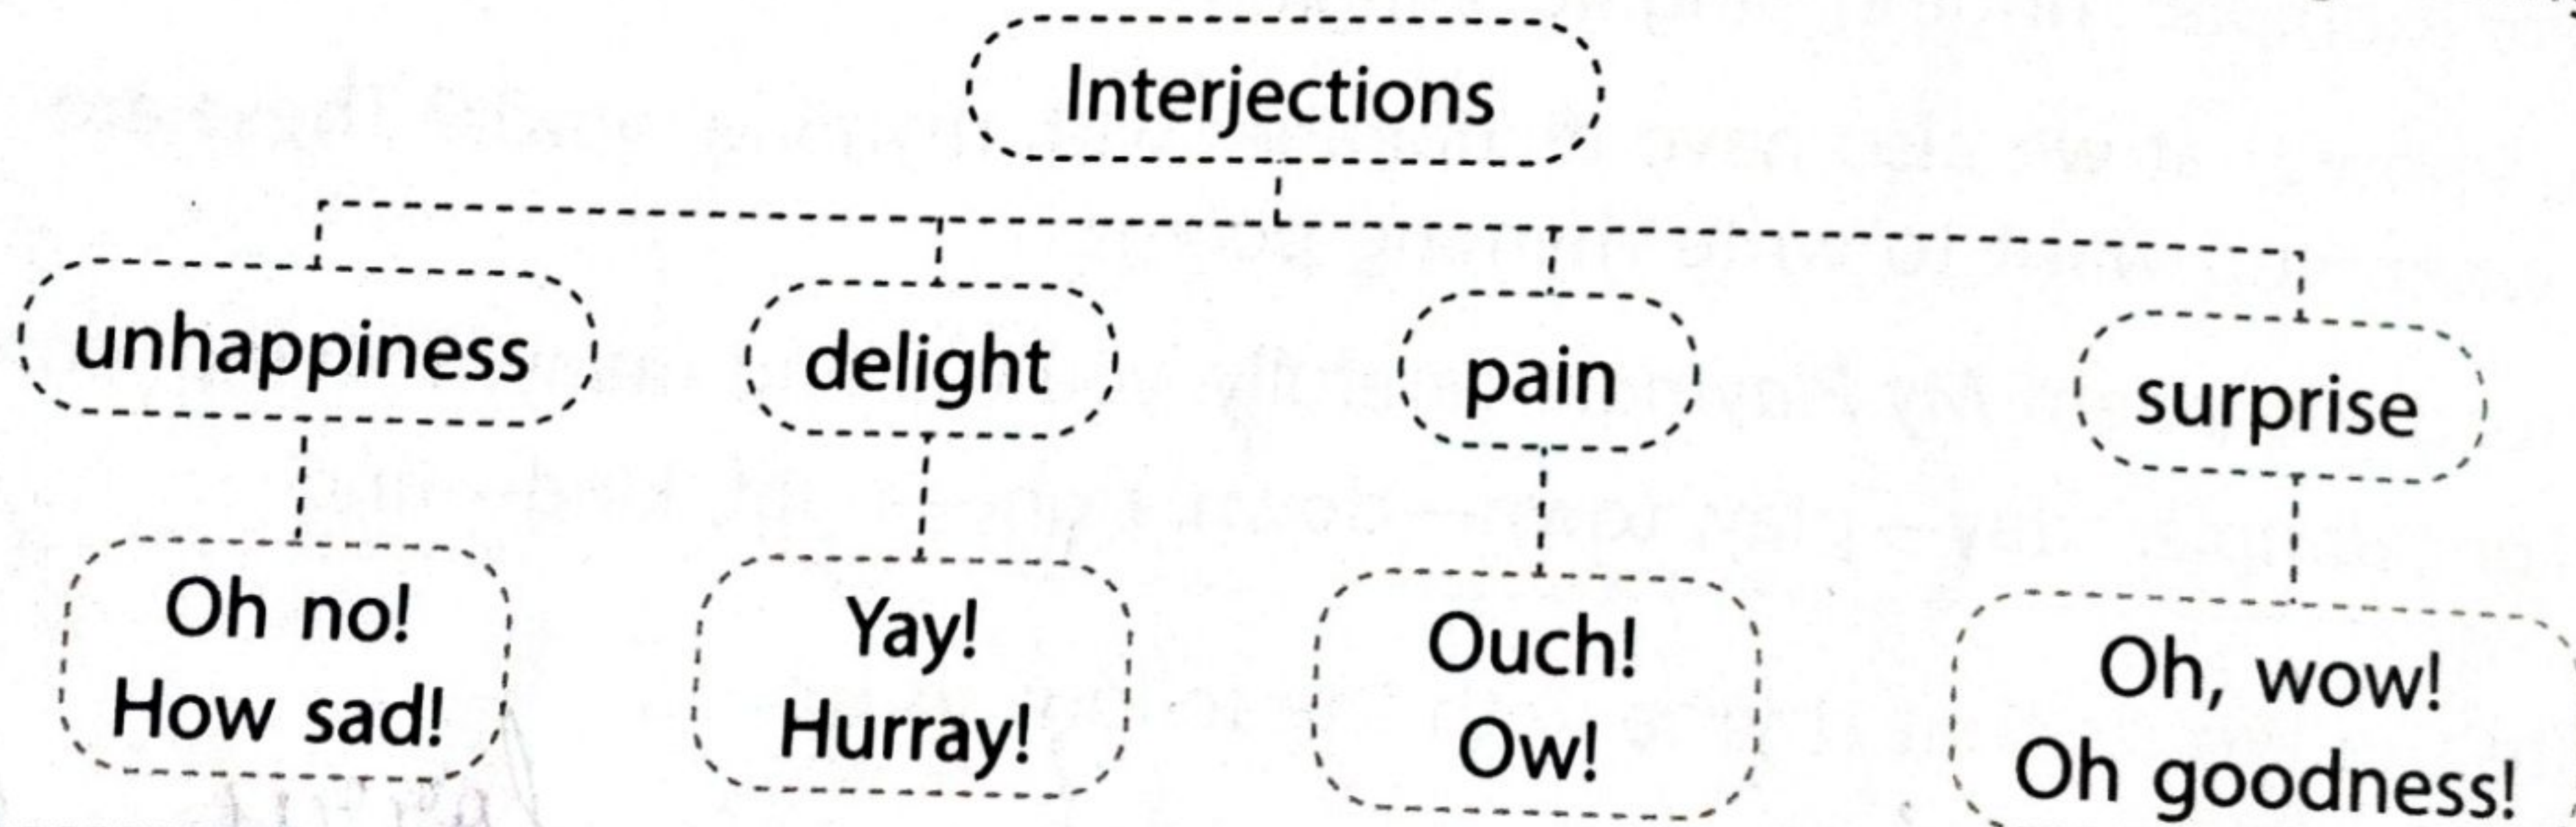 Interjections
unhappiness
delight
pain
surprise
Oh no!
How sad!
Yay!
Hurray!
Ouch!
Ow!
Oh, wow!
Oh goodness!